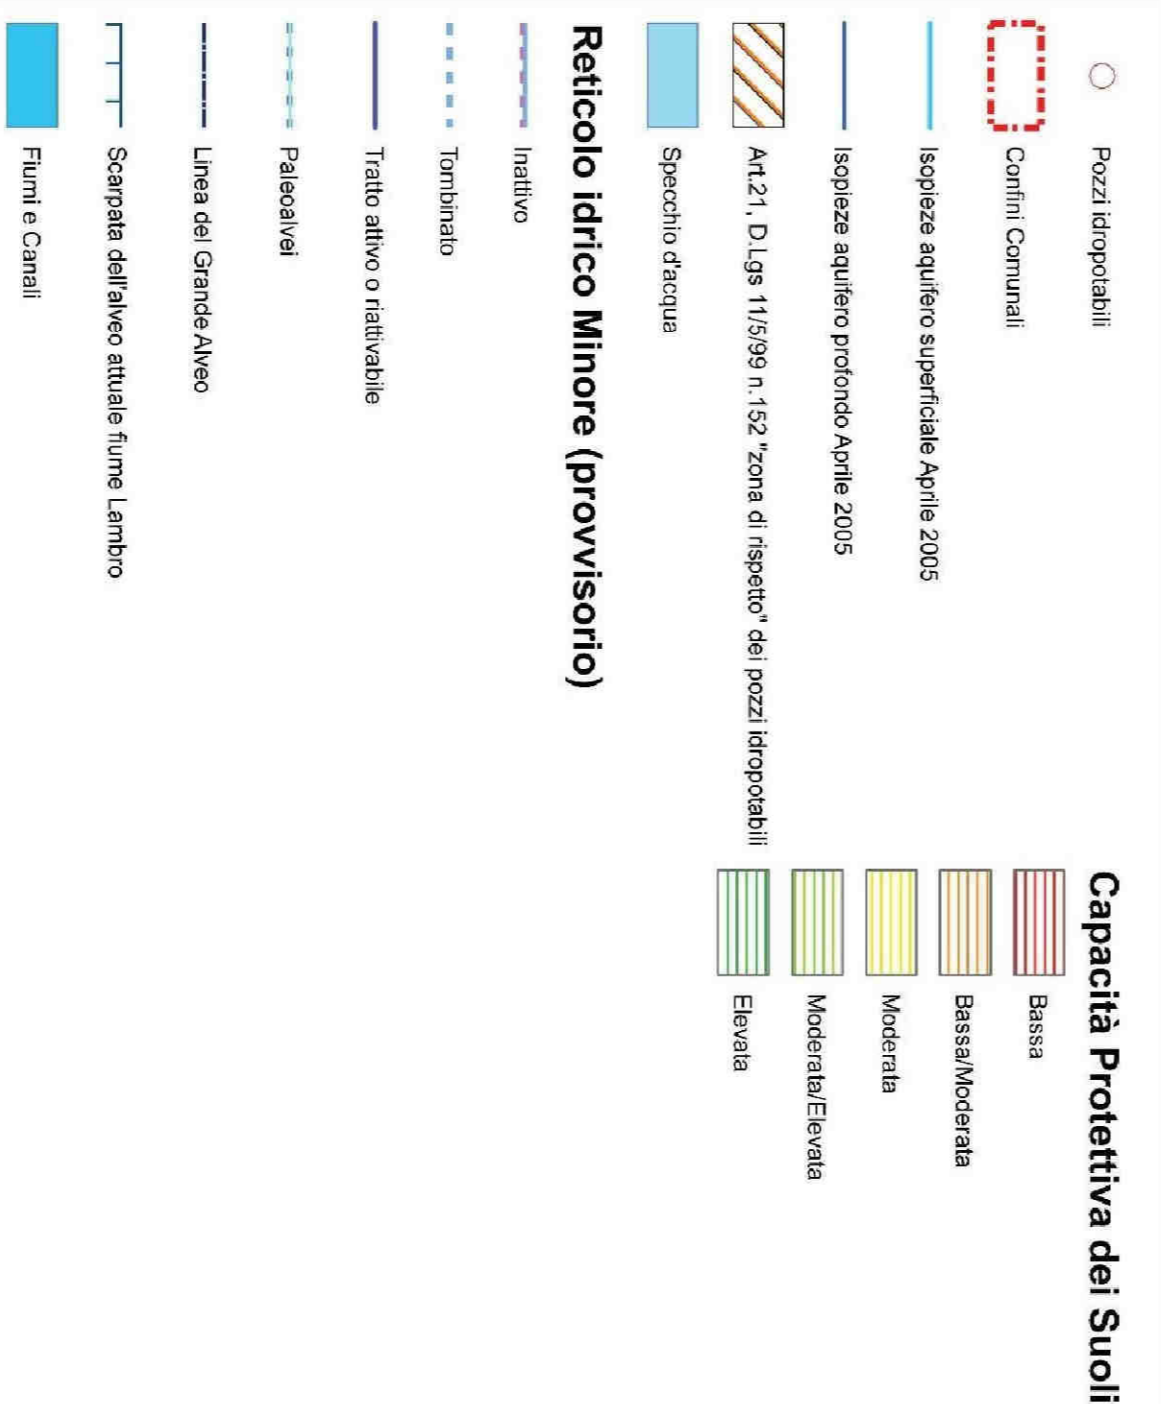 Pozzi idropotabili
Confini Comunali
Isopieze aquifero superficiale Aprile 2005
Isopieze aquifero profondo Aprile 2005
Art.21, D.Lgs 11/5/99 n.152 "zona di rispetto" dei pozzi idropotabili
Specchio d'acqua
Reticolo idrico Minore (provvisorio)
Inattivo
Tombinato
Tratto attivo o riattivabile
Paleoalvei
Linea del Grande Alveo
Scarpata dell'alveo attuale fiume Lambro
Fiumi e Canali
Capacità Protettiva dei Suoli
Bassa
Bassa/Moderata
Moderata
Moderata/Elevata
Elevata